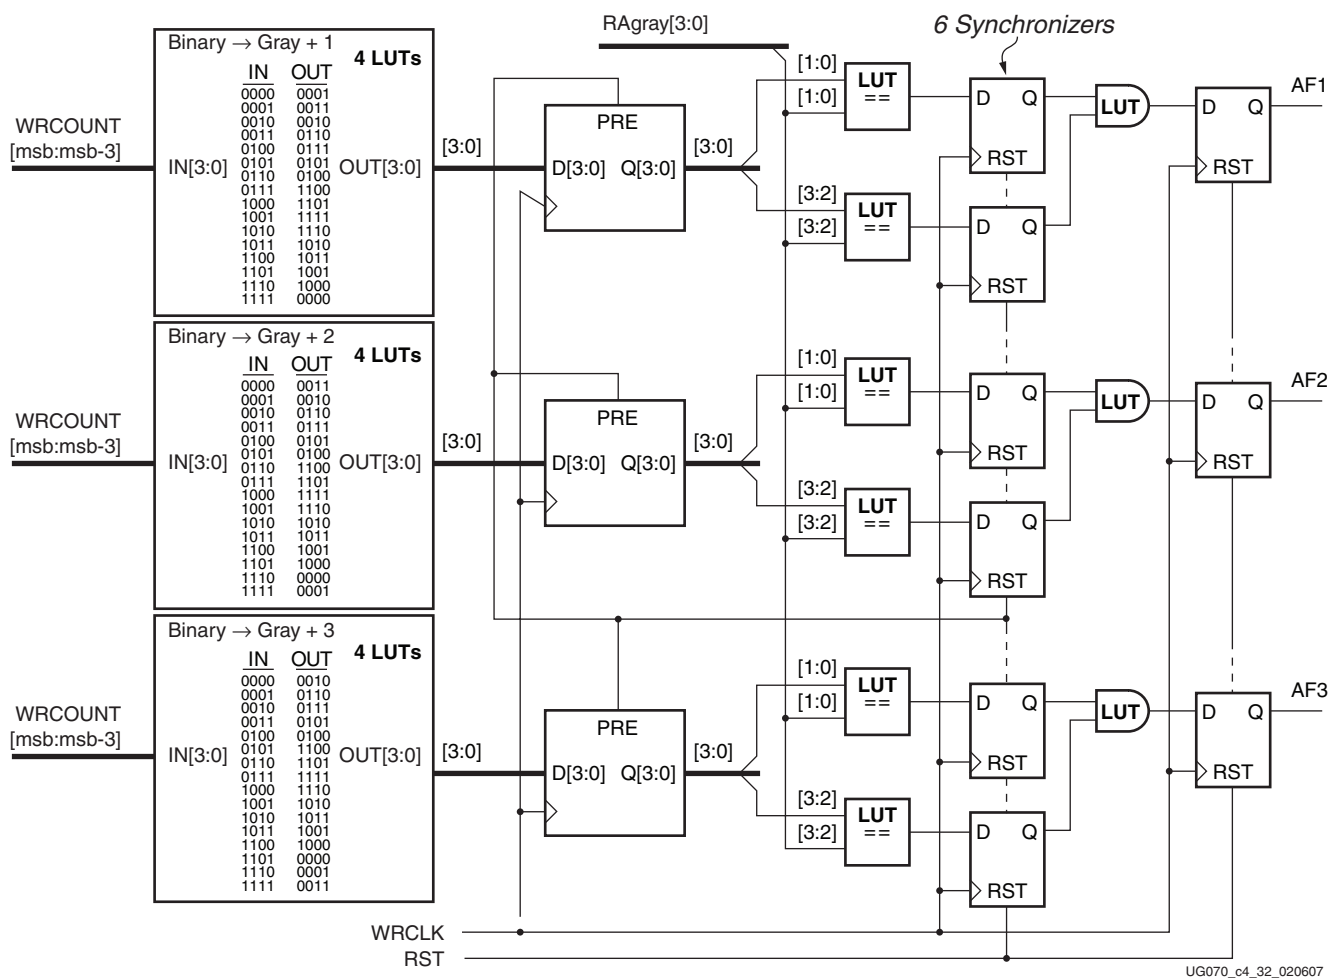 RAgray[3:0]
6 Synchronizers
Binary → Gray + 1
4 LUTs
IN OUT
0000 0001
0001 0011
0010 0010
0011 0110
0100 0111
0101 0101
0110 0100
0111 1100
1000 1101
1001 1111
1010 1110
1011 1010
1100 1011
1101 1001
1110 1000
1111 0000
WRCOUNT
[msb:msb-3]
IN[3:0]
OUT[3:0]
[3:0]
PRE
D[3:0] Q[3:0]
[3:0]
[1:0]
[1:0]
LUT
==
[3:2]
[3:2]
LUT
==
D Q
RST
D Q
RST
LUT
D Q
RST
AF1
Binary → Gray + 2
4 LUTs
IN OUT
0000 0011
0001 0010
0010 0110
0011 0111
0100 0101
0101 0100
0110 1100
0111 1101
1000 1111
1001 1110
1010 1010
1011 1011
1100 1001
1101 1000
1110 0000
1111 0001
WRCOUNT
[msb:msb-3]
IN[3:0]
OUT[3:0]
[3:0]
PRE
D[3:0] Q[3:0]
[3:0]
[1:0]
[1:0]
LUT
==
[3:2]
[3:2]
LUT
==
D Q
RST
D Q
RST
LUT
D Q
RST
AF2
Binary → Gray + 3
4 LUTs
IN OUT
0000 0010
0001 0110
0010 0111
0011 0101
0100 0100
0101 1100
0110 1101
0111 1111
1000 1110
1001 1010
1010 1011
1011 1001
1100 1000
1101 0000
1110 0001
1111 0011
WRCOUNT
[msb:msb-3]
IN[3:0]
OUT[3:0]
[3:0]
PRE
D[3:0] Q[3:0]
[3:0]
[1:0]
[1:0]
LUT
==
[3:2]
[3:2]
LUT
==
D Q
RST
D Q
RST
LUT
D Q
RST
AF3
WRCLK
RST
UG070_c4_32_020607